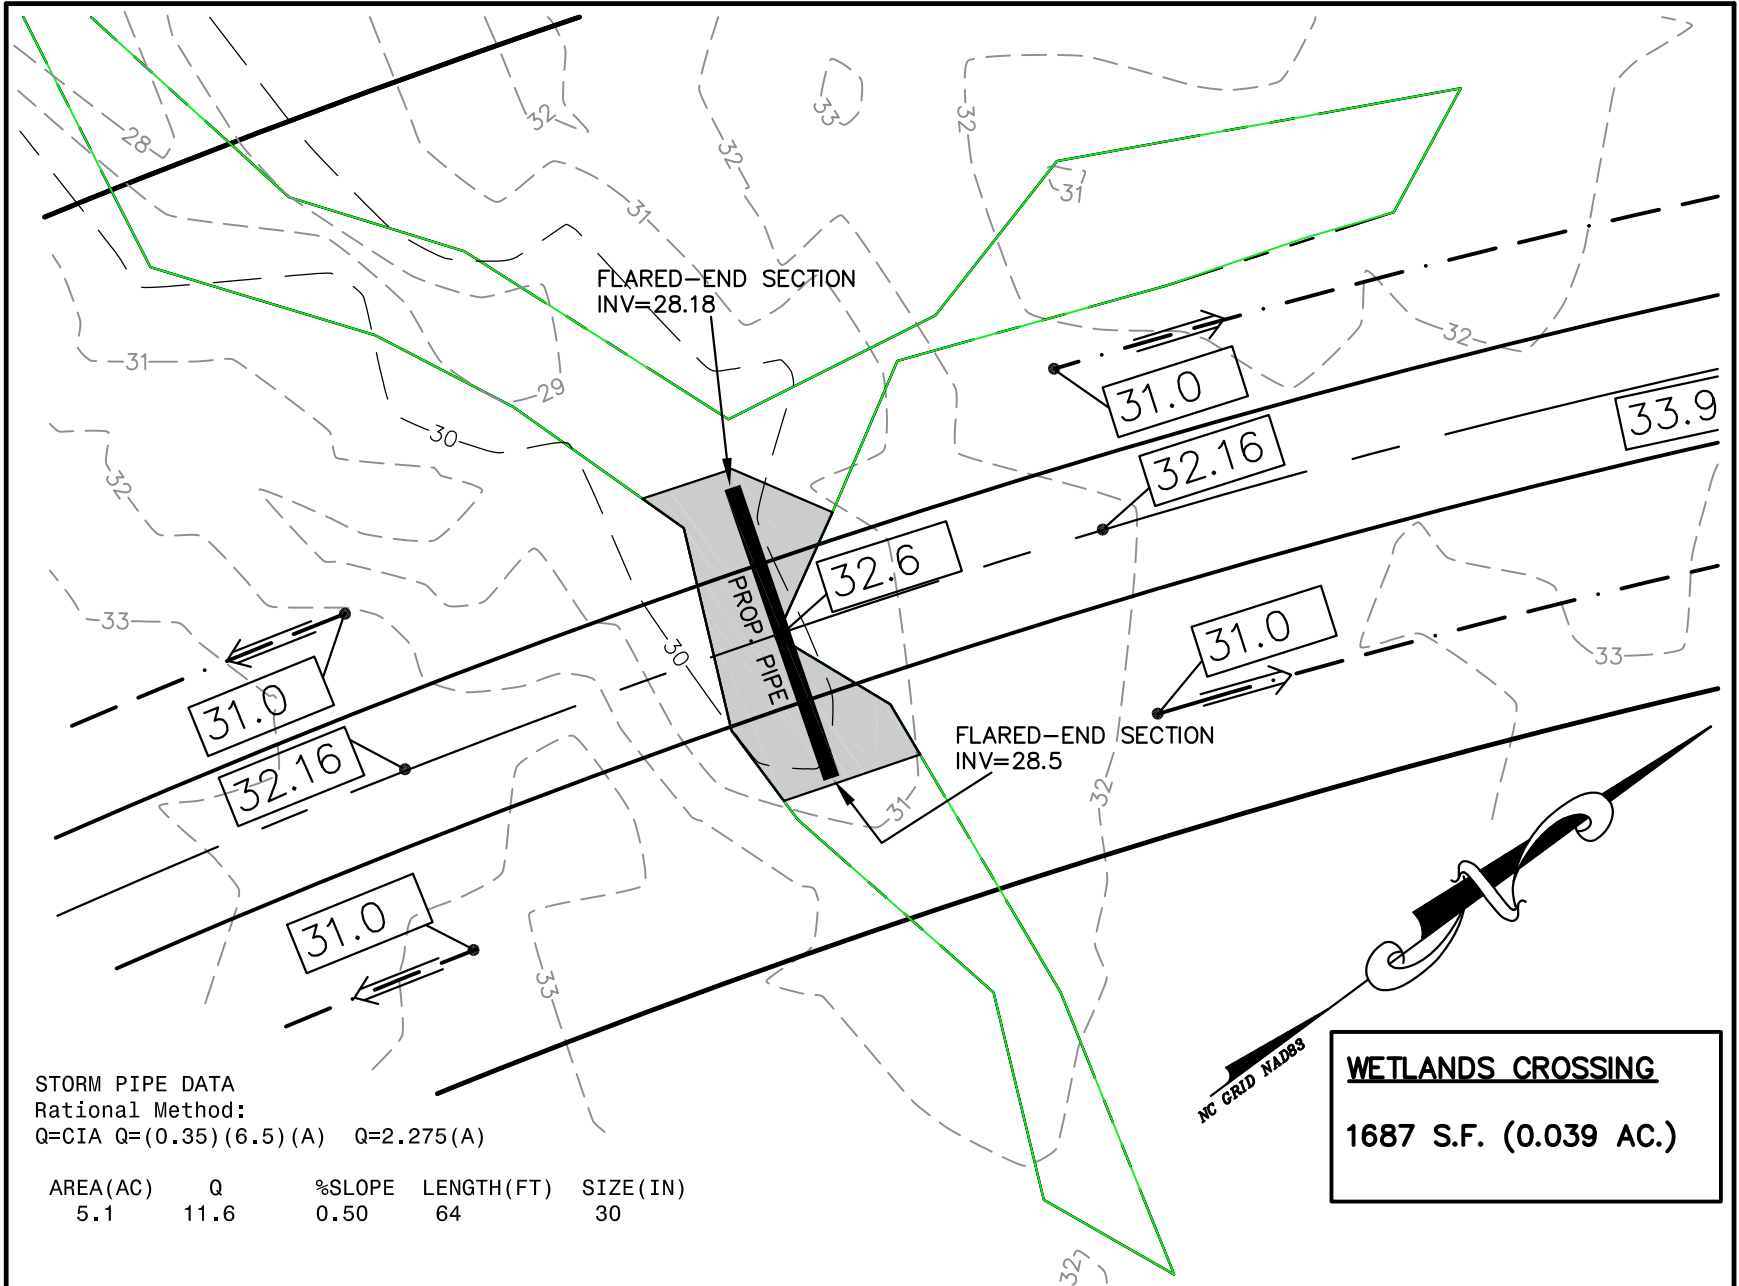 28
32
33
32
32
31
31
FLARED-END SECTION
INV=28.18
31
29
30
32
32
31.0
32.16
33.9
32.6
PROP. PIPE
33
30
31.0
31.0
33
32.16
FLARED-END SECTION
INV=28.5
31
32
31.0
33
NC GRID NAD83
STORM PIPE DATA
Rational Method:
Q=CIA Q=(0.35)(6.5)(A) Q=2.275(A)
AREA(AC) Q %SLOPE LENGTH(FT) SIZE(IN)
5.1 11.6 0.50 64 30
WETLANDS CROSSING
1687 S.F. (0.039 AC.)
32